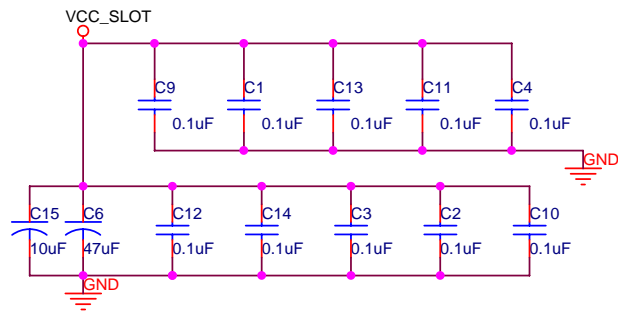 VCC_SLOT
C9 C1 C13 C11 C4
0.1uF 0.1uF 0.1uF 0.1uF 0.1uF
GND
C15 C6 C12 C14 C3 C2 C10
10uF 47uF 0.1uF 0.1uF 0.1uF 0.1uF 0.1uF
GND